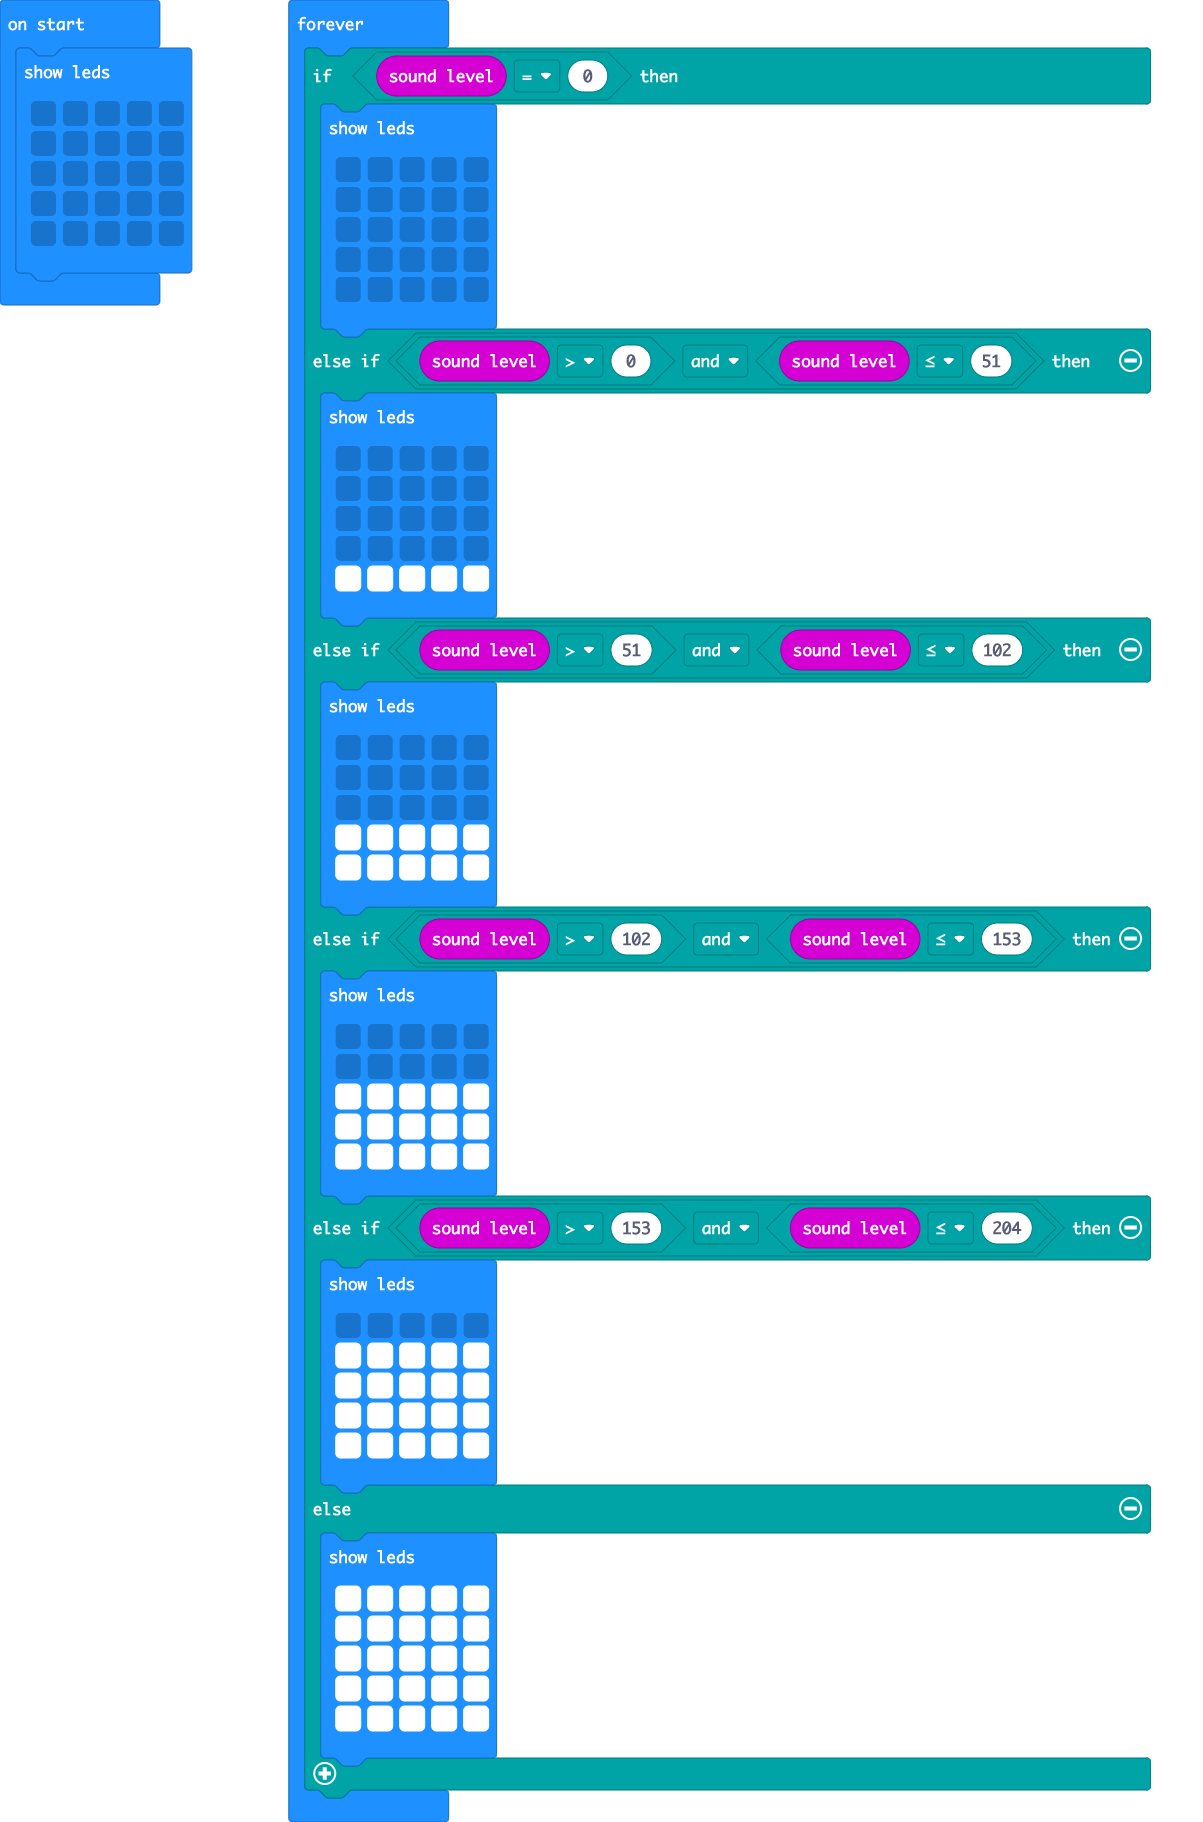 on start
show leds
forever
if sound level = 0 then
show leds
else if sound level > 0 and sound level ≤ 51 then
show leds
else if sound level > 51 and sound level ≤ 102 then
show leds
else if sound level > 102 and sound level ≤ 153 then
show leds
else if sound level > 153 and sound level ≤ 204 then
show leds
else
show leds